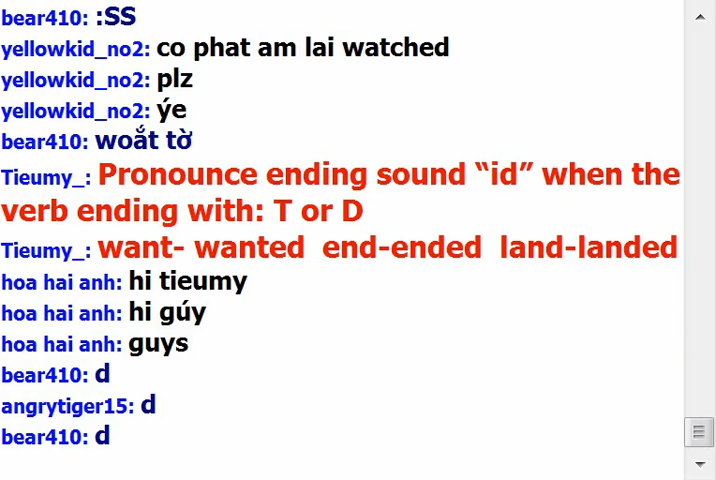 bear410: :SS
yellowkid_no2: co phat am lai watched
yellowkid_no2: plz
yellowkid_no2: ýe
bear410: woắt tờ
Tieumy_: Pronounce ending sound “id” when the
verb ending with: T or D
Tieumy_: want- wanted  end-ended  land-landed
hoa hai anh: hi tieumy
hoa hai anh: hi gúy
hoa hai anh: guys
bear410: d
angrytiger15: d
bear410: d